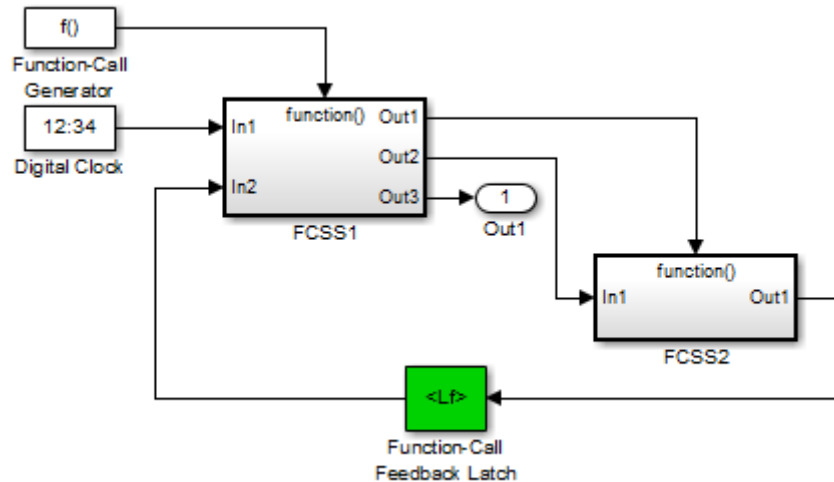 f()
Function-Call
Generator
12:34
Digital Clock
function()
In1
In2
Out1
Out2
Out3
FCSS1
1
Out1
function()
In1
Out1
FCSS2
<Lf>
Function-Call
Feedback Latch